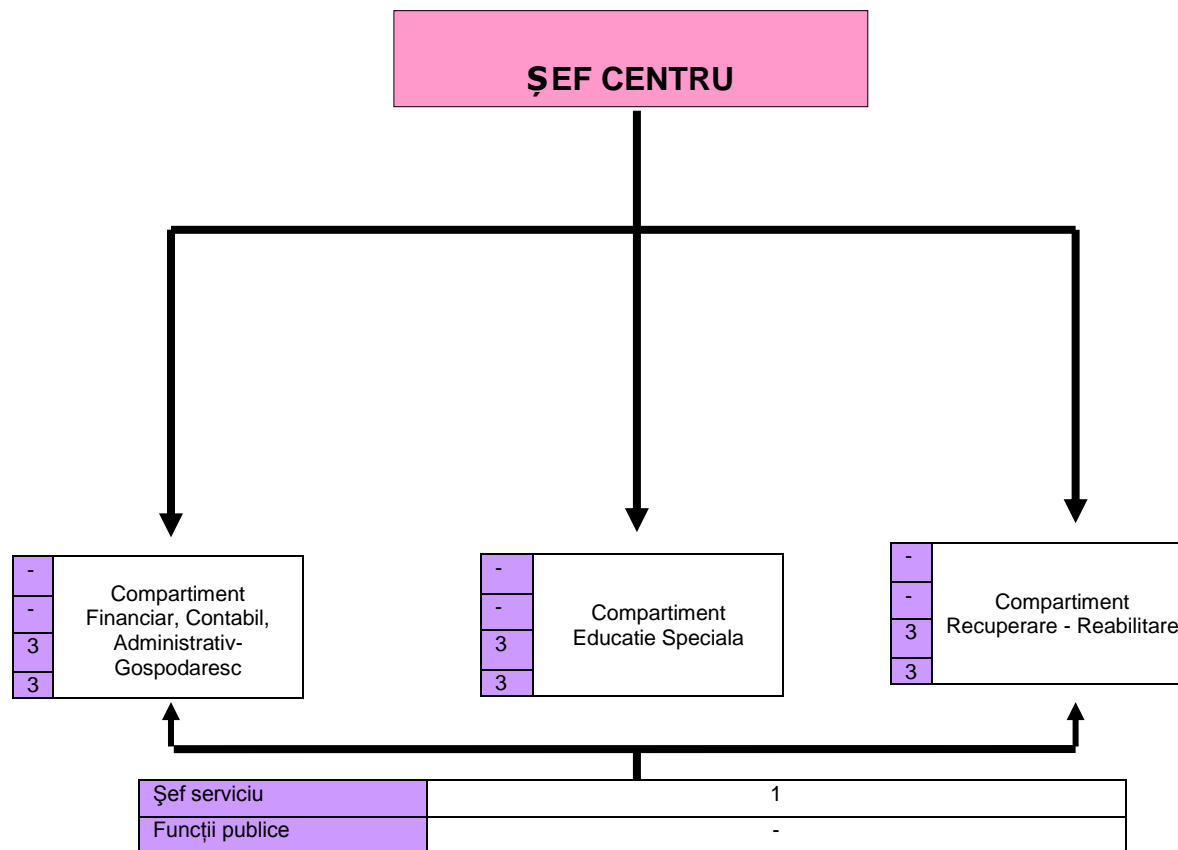 ȘEF CENTRU
-
-
3
3
Compartiment
Financiar, Contabil,
Administrativ-
Gospodaresc
-
-
3
3
Compartiment
Educatie Speciala
-
-
3
3
Compartiment
Recuperare - Reabilitare
Şef serviciu 1
Funcții publice -